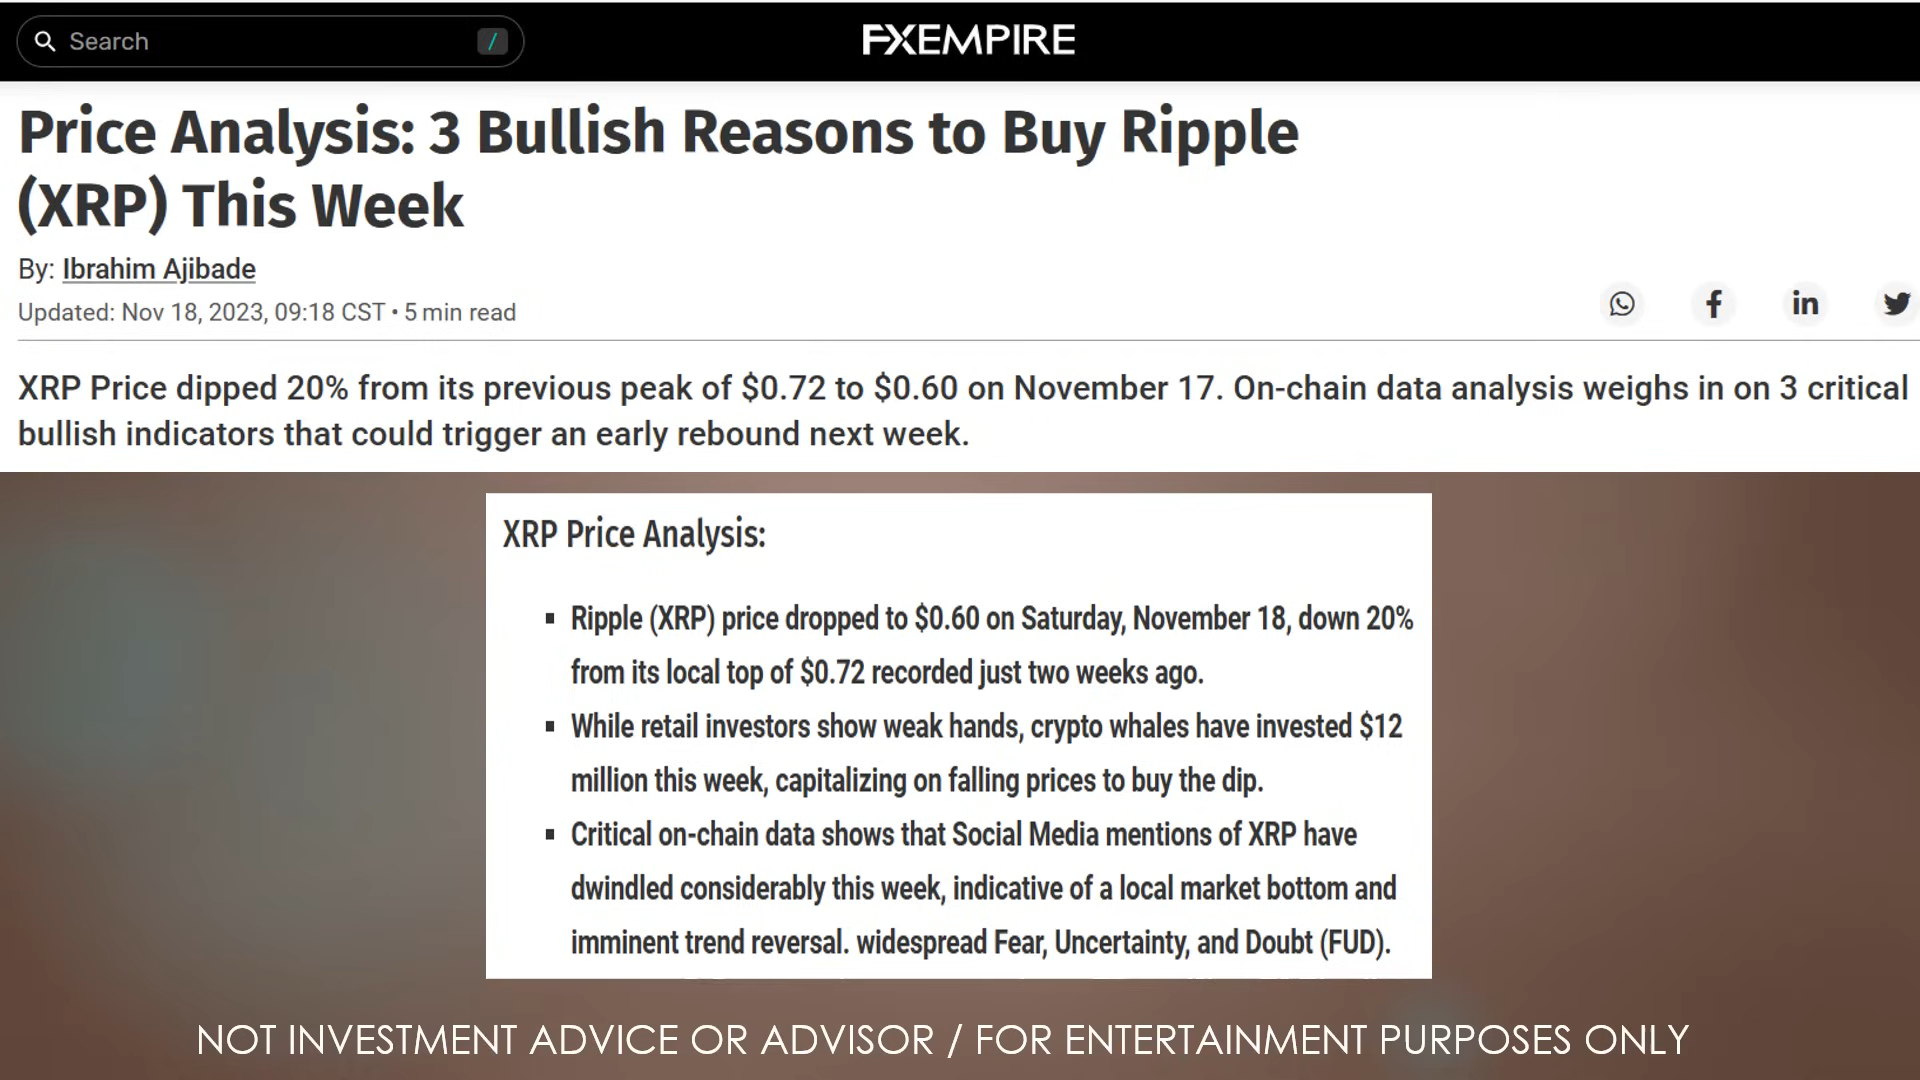 Search /
FXEMPIRE
Price Analysis: 3 Bullish Reasons to Buy Ripple
(XRP) This Week
By: Ibrahim Ajibade
Updated: Nov 18, 2023, 09:18 CST • 5 min read
XRP Price dipped 20% from its previous peak of $0.72 to $0.60 on November 17. On-chain data analysis weighs in on 3 critical
bullish indicators that could trigger an early rebound next week.
XRP Price Analysis:
▪ Ripple (XRP) price dropped to $0.60 on Saturday, November 18, down 20%
from its local top of $0.72 recorded just two weeks ago.
▪ While retail investors show weak hands, crypto whales have invested $12
million this week, capitalizing on falling prices to buy the dip.
▪ Critical on-chain data shows that Social Media mentions of XRP have
dwindled considerably this week, indicative of a local market bottom and
imminent trend reversal. widespread Fear, Uncertainty, and Doubt (FUD).
NOT INVESTMENT ADVICE OR ADVISOR / FOR ENTERTAINMENT PURPOSES ONLY